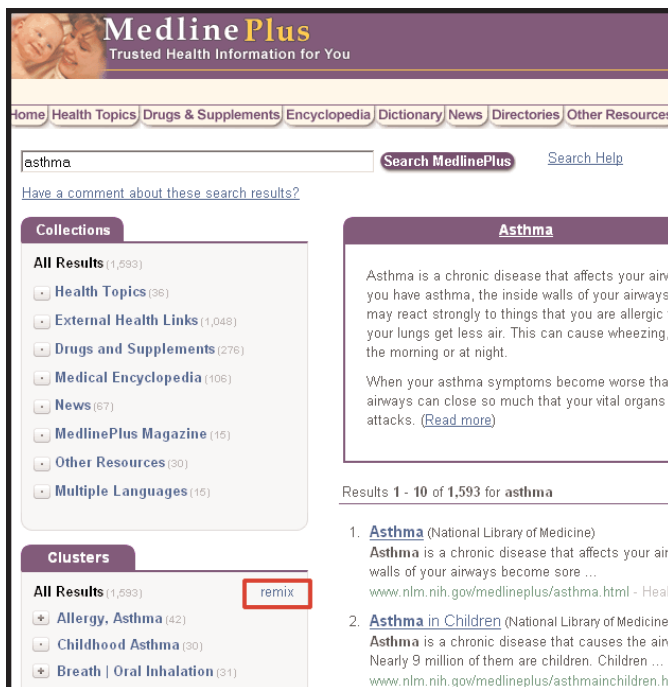 MedlinePlus
Trusted Health Information for You
Home Health Topics Drugs & Supplements Encyclopedia Dictionary News Directories Other Resources
asthma Search MedlinePlus Search Help
Have a comment about these search results?
Collections
All Results (1,593)
Health Topics (36)
External Health Links (1,048)
Drugs and Supplements (276)
Medical Encyclopedia (106)
News (67)
MedlinePlus Magazine (15)
Other Resources (30)
Multiple Languages (15)
Clusters
All Results (1,593) remix
Allergy, Asthma (42)
Childhood Asthma (30)
Breath | Oral Inhalation (31)
Asthma
Asthma is a chronic disease that affects your
you have asthma, the inside walls of your airways
may react strongly to things that you are allergic
your lungs get less air. This can cause wheezing,
the morning or at night.
When your asthma symptoms become worse
airways can close so much that your vital organs
attacks. (Read more)
Results 1 - 10 of 1,593 for asthma
1. Asthma (National Library of Medicine)
Asthma is a chronic disease that affects your
walls of your airways become sore ...
www.nlm.nih.gov/medlineplus/asthma.html -
2. Asthma in Children (National Library of Medicine
Asthma is a chronic disease that causes the
Nearly 9 million of them are children. Children ...
www.nlm.nih.gov/medlineplus/asthmainchildren.h